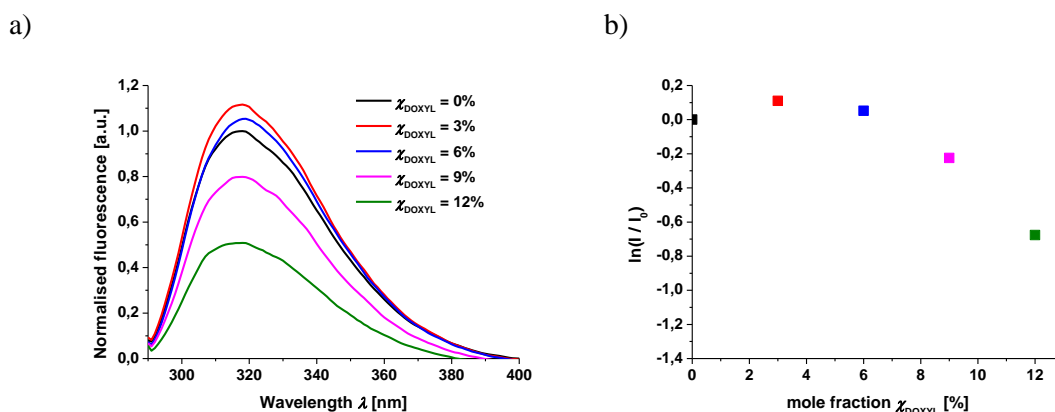 a)
b)
1,2
1,0
0,8
0,6
0,4
0,2
0,0
300
320
340
360
380
400
Normalised fluorescence [a.u.]
Wavelength λ [nm]
χDOXYL = 0%
χDOXYL = 3%
χDOXYL = 6%
χDOXYL = 9%
χDOXYL = 12%
0,2
0,0
-0,2
-0,4
-0,6
-0,8
-1,0
-1,2
-1,4
0
2
4
6
8
10
12
ln(I / I0)
mole fraction χDOXYL [%]